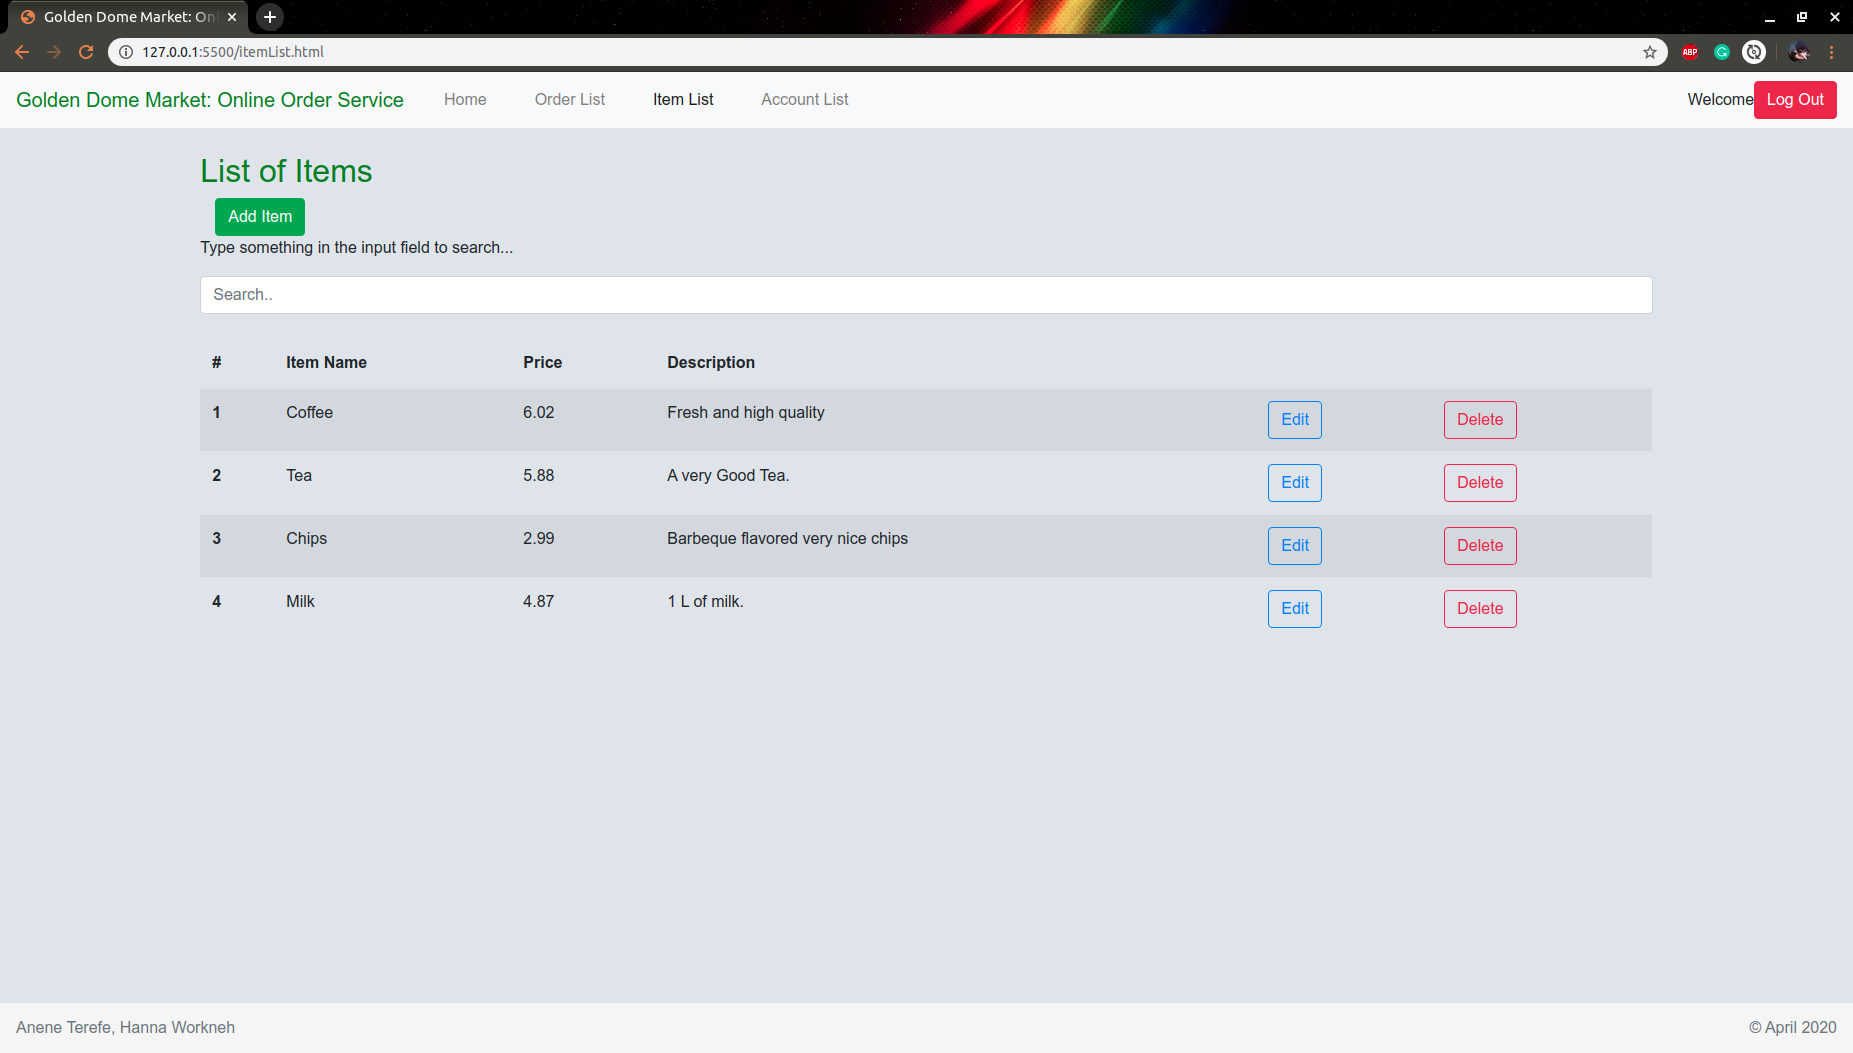 Golden Dome Market: Onl
127.0.0.1:5500/itemList.html
ABP
Golden Dome Market: Online Order Service Home Order List Item List Account List Welcome Log Out
List of Items
Add Item
Type something in the input field to search...
Search..
# Item Name Price Description
1 Coffee 6.02 Fresh and high quality Edit Delete
2 Tea 5.88 A very Good Tea. Edit Delete
3 Chips 2.99 Barbeque flavored very nice chips Edit Delete
4 Milk 4.87 1 L of milk. Edit Delete
Anene Terefe, Hanna Workneh © April 2020